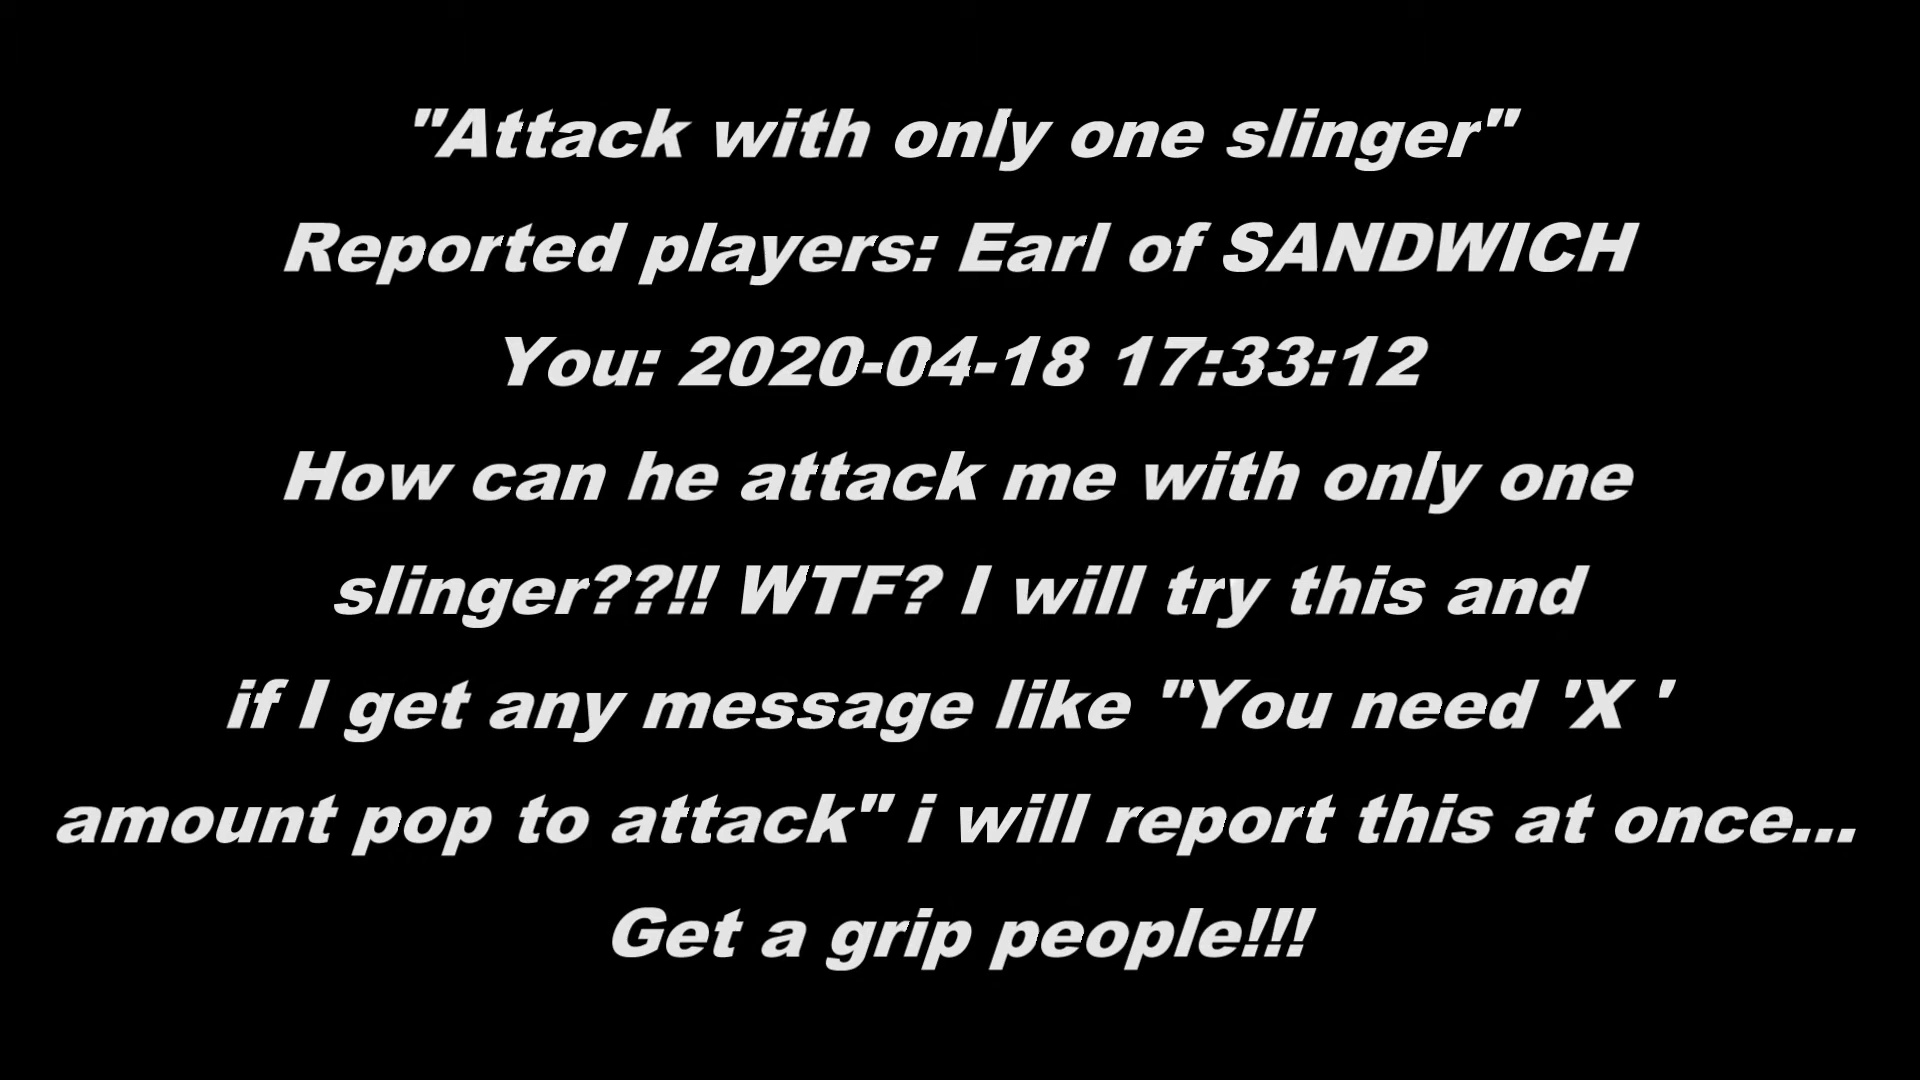 "Attack with only one slinger"
Reported players: Earl of SANDWICH
You: 2020-04-18 17:33:12
How can he attack me with only one
slinger??!! WTF? I will try this and
if I get any message like "You need 'X '
amount pop to attack" i will report this at once...
Get a grip people!!!